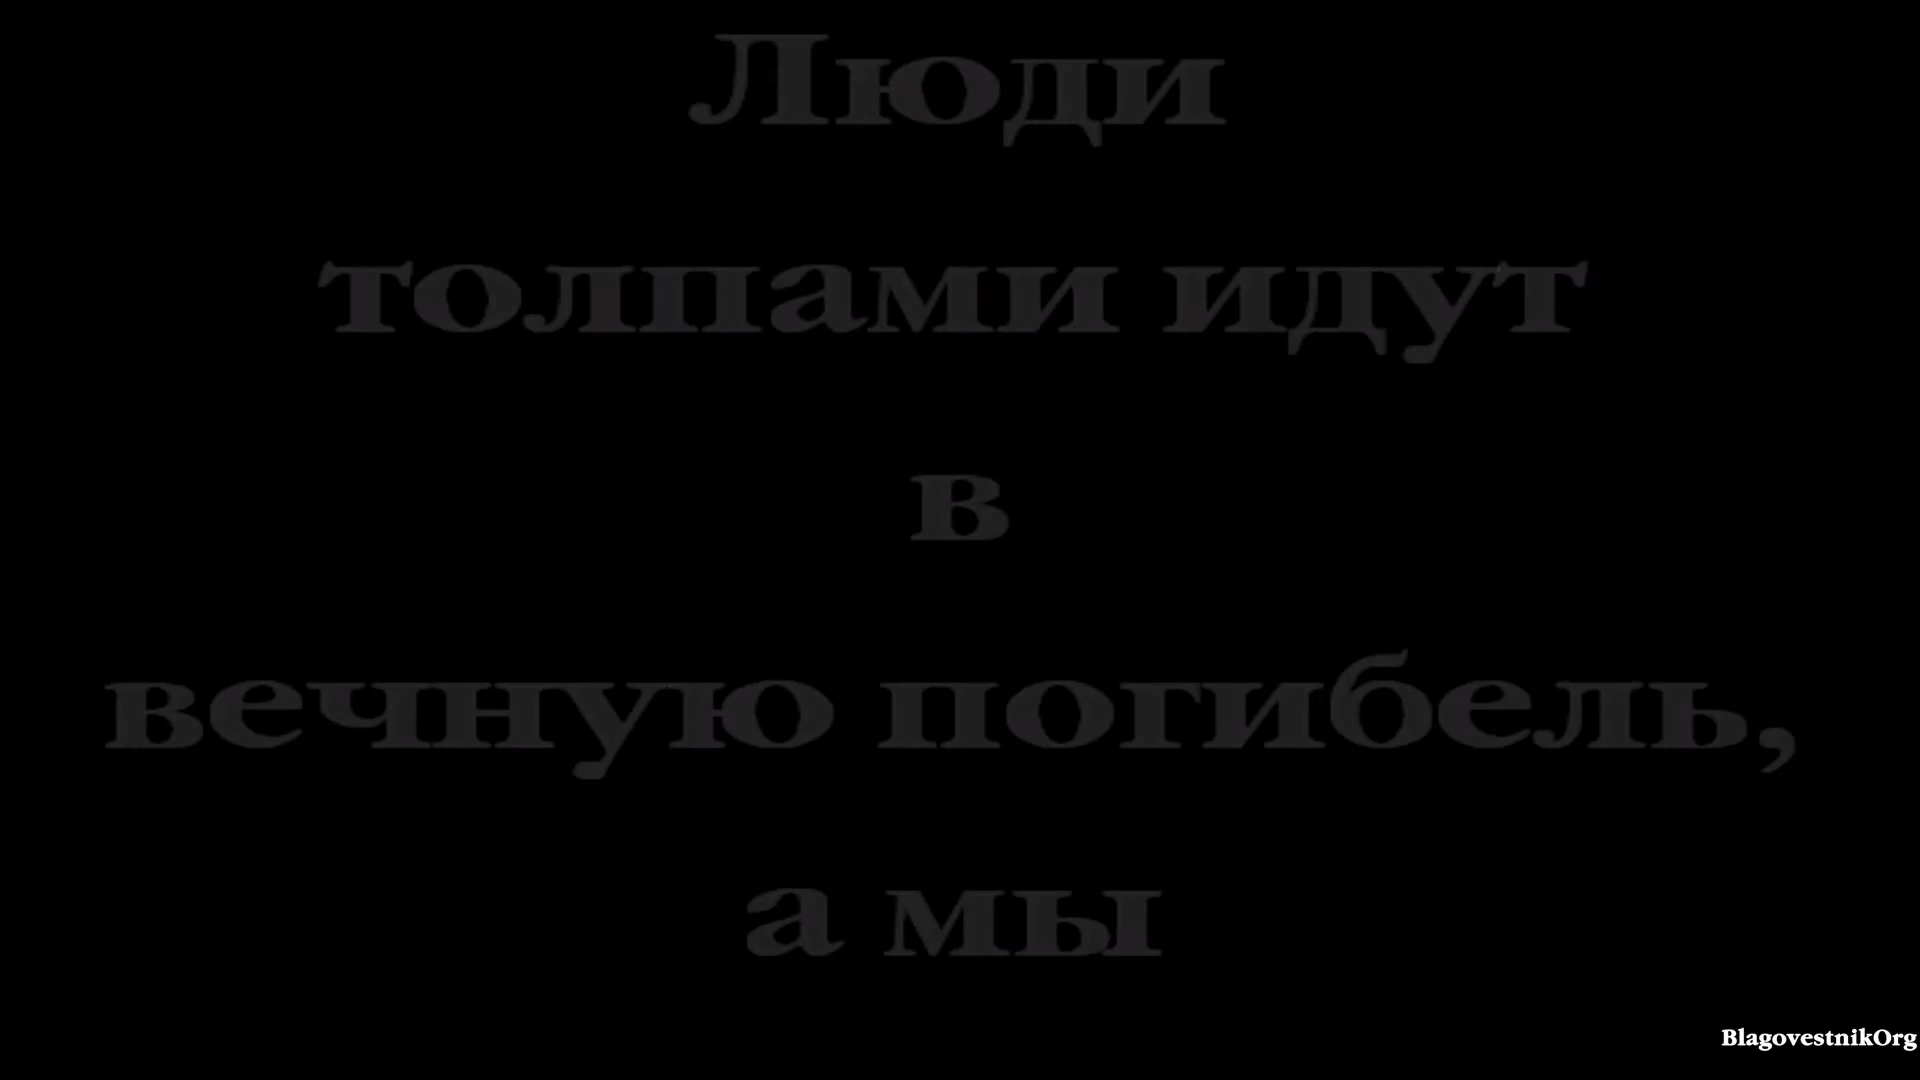 Люди
толпами идут
в
вечную погибель,
а мы
BlagovestnikOrg